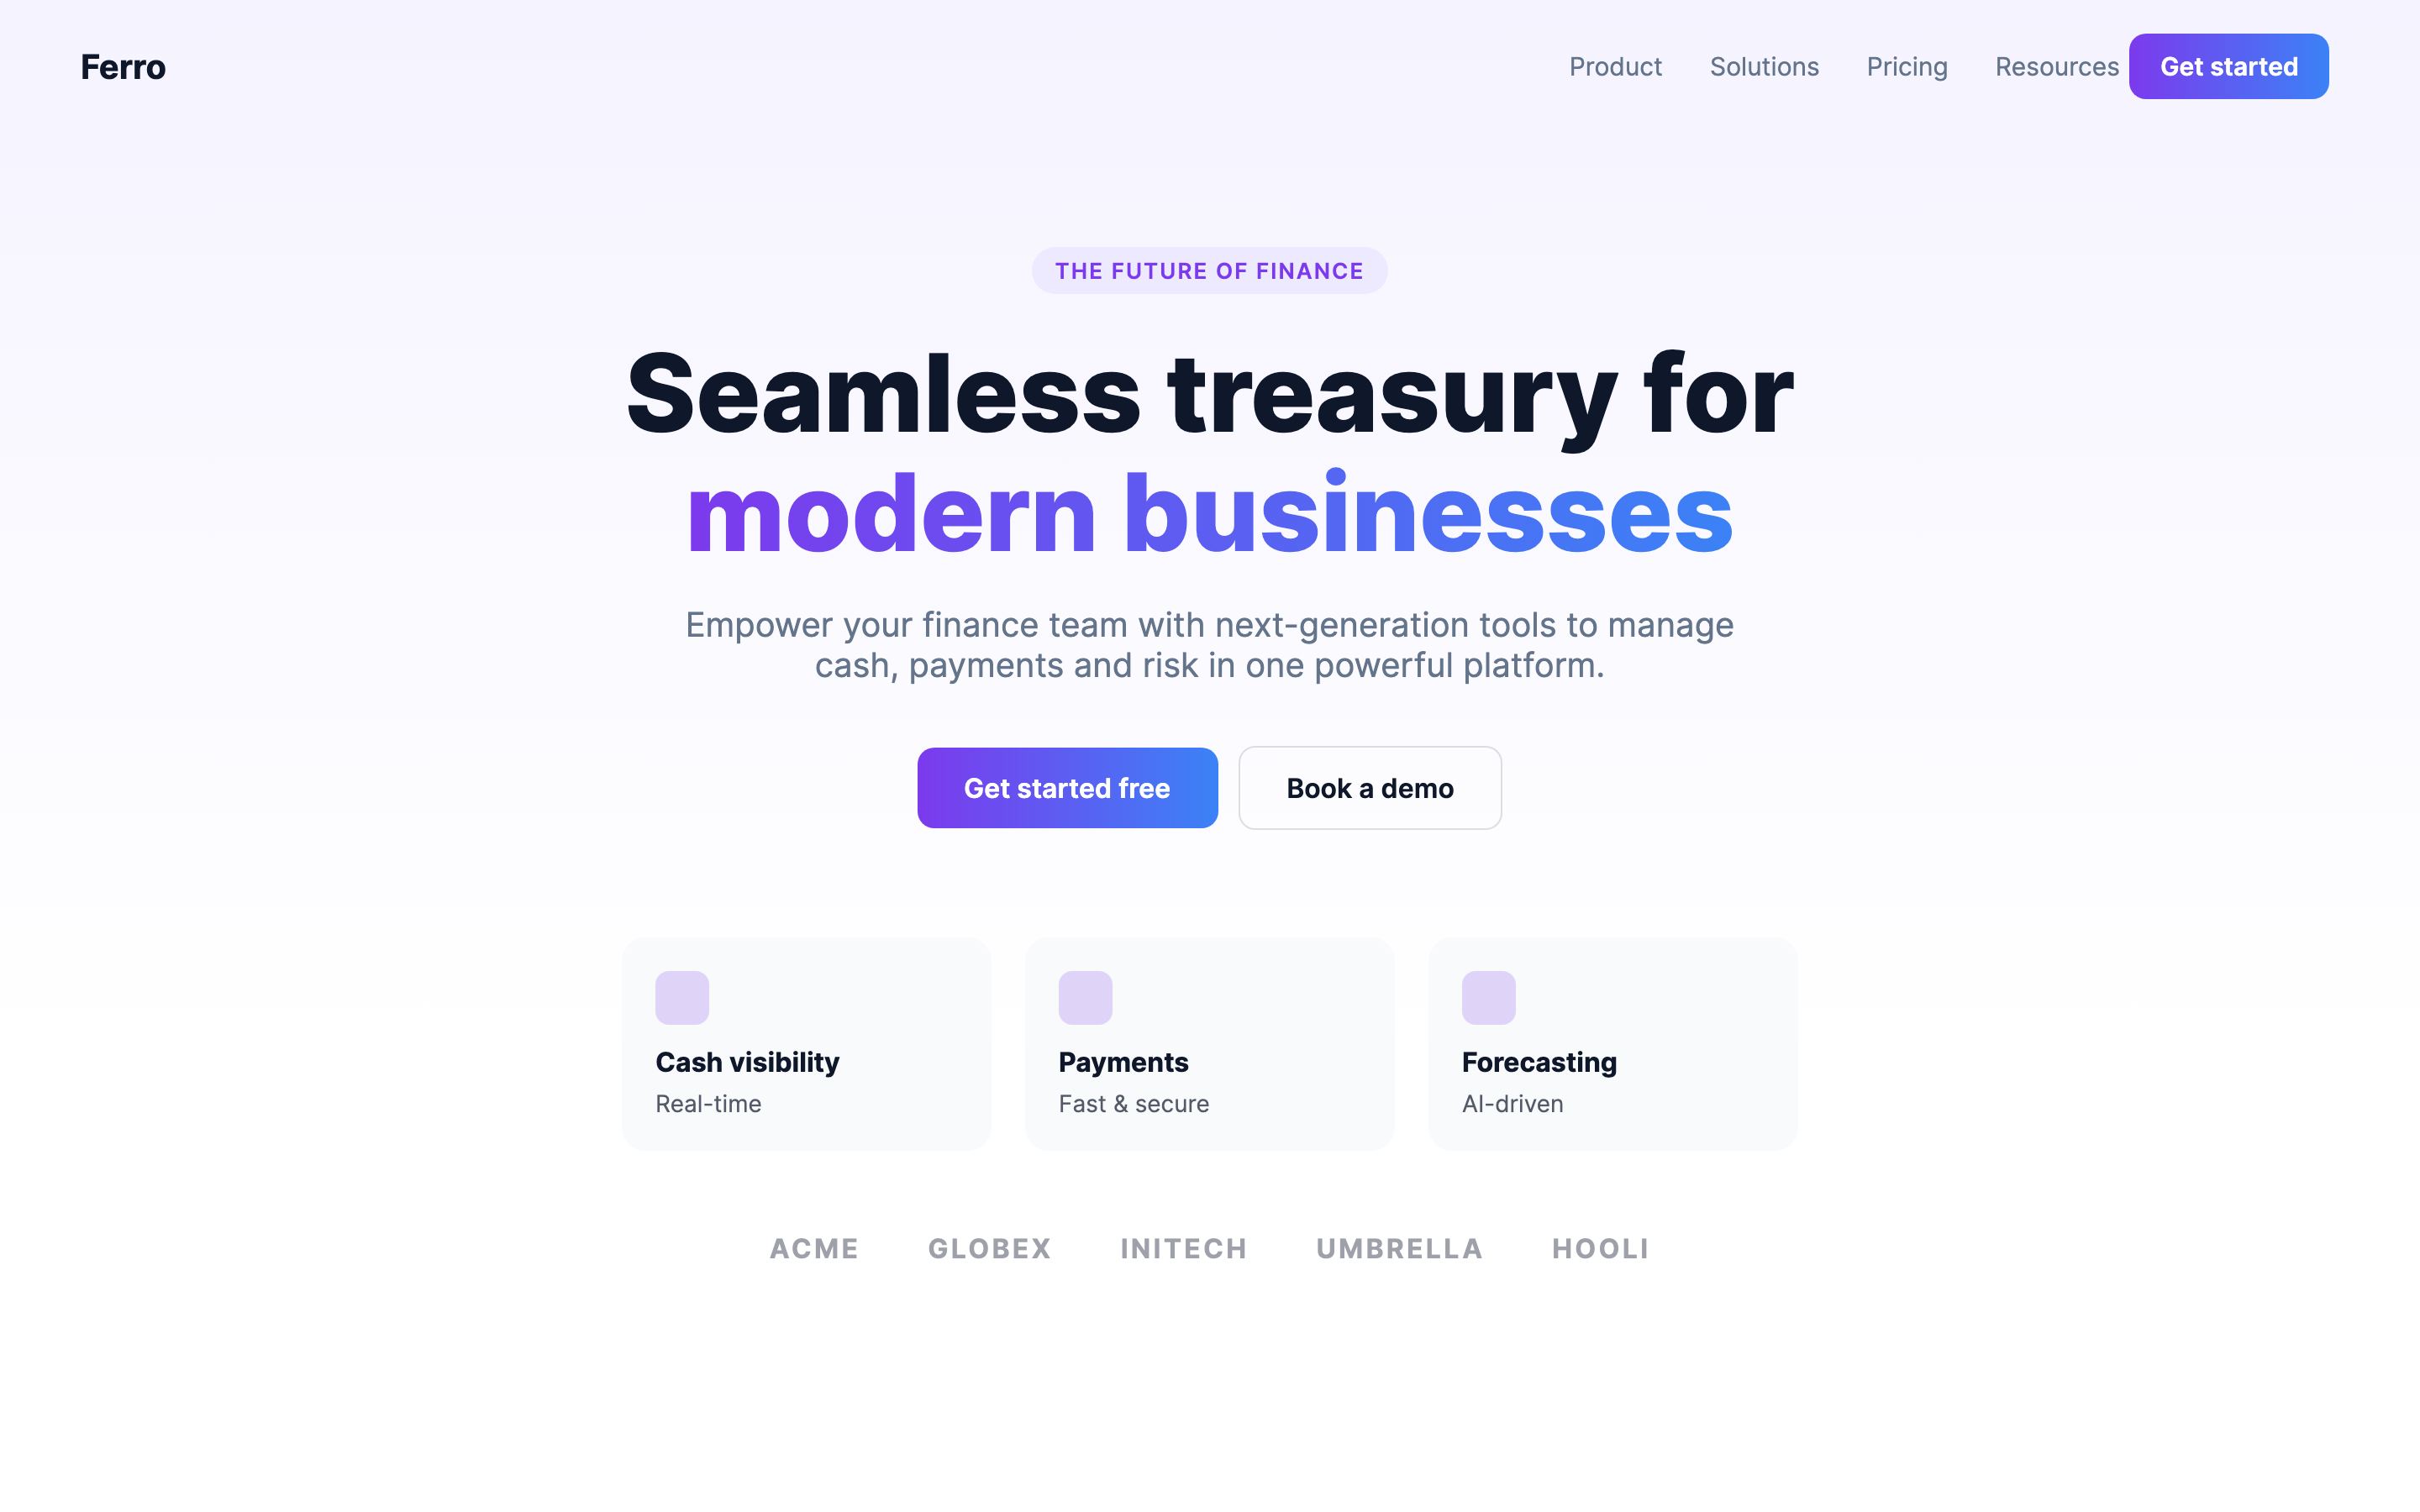 Ferro
Product Solutions Pricing Resources Get started
THE FUTURE OF FINANCE
Seamless treasury for
modern businesses
Empower your finance team with next-generation tools to manage
cash, payments and risk in one powerful platform.
Get started free Book a demo
Cash visibility
Real-time
Payments
Fast & secure
Forecasting
AI-driven
ACME GLOBEX INITECH UMBRELLA HOOLI